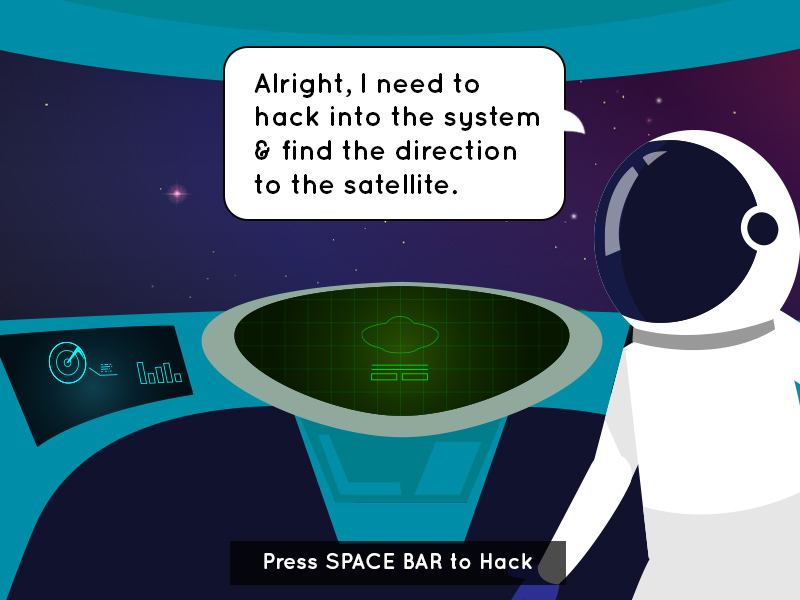 Alright, I need to
hack into the system
& find the direction
to the satellite.
Press SPACE BAR to Hack